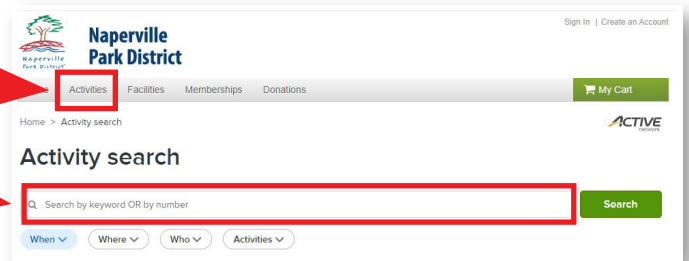 Sign In | Create an Account
Naperville
Park District
Naperville
Park District
Activities Facilities Memberships Donations
My Cart
Home > Activity search
ACTIVE
network
Activity search
Search by keyword OR by number
Search
When
Where
Who
Activities